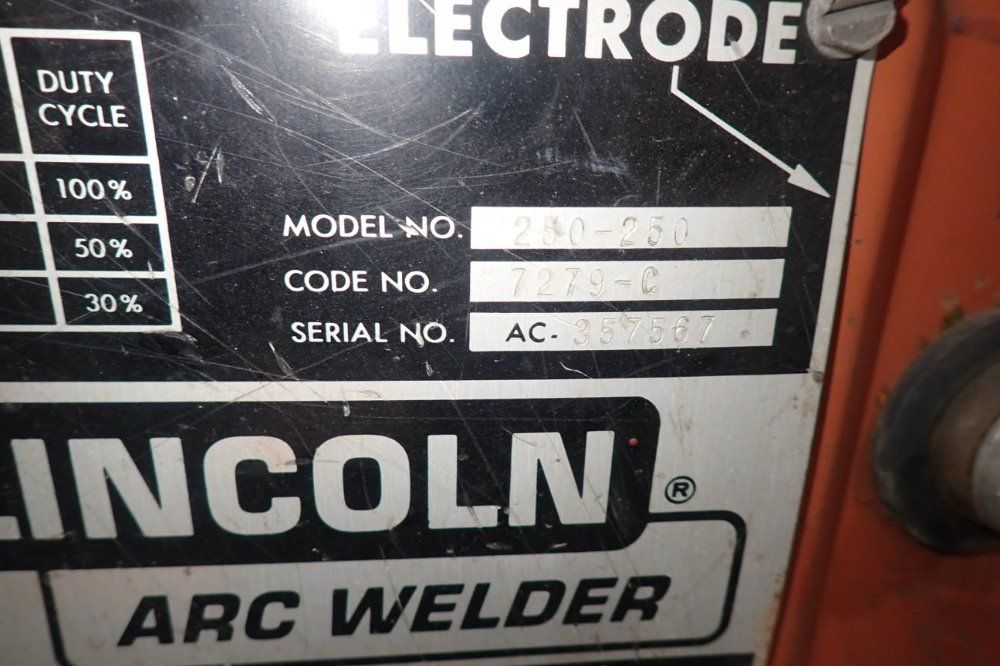 ELECTRODE
DUTY
CYCLE
100%
50%
30%
MODEL NO. 250-250
CODE NO. 7279-C
SERIAL NO. AC-357567
LINCOLN ®
ARC WELDER